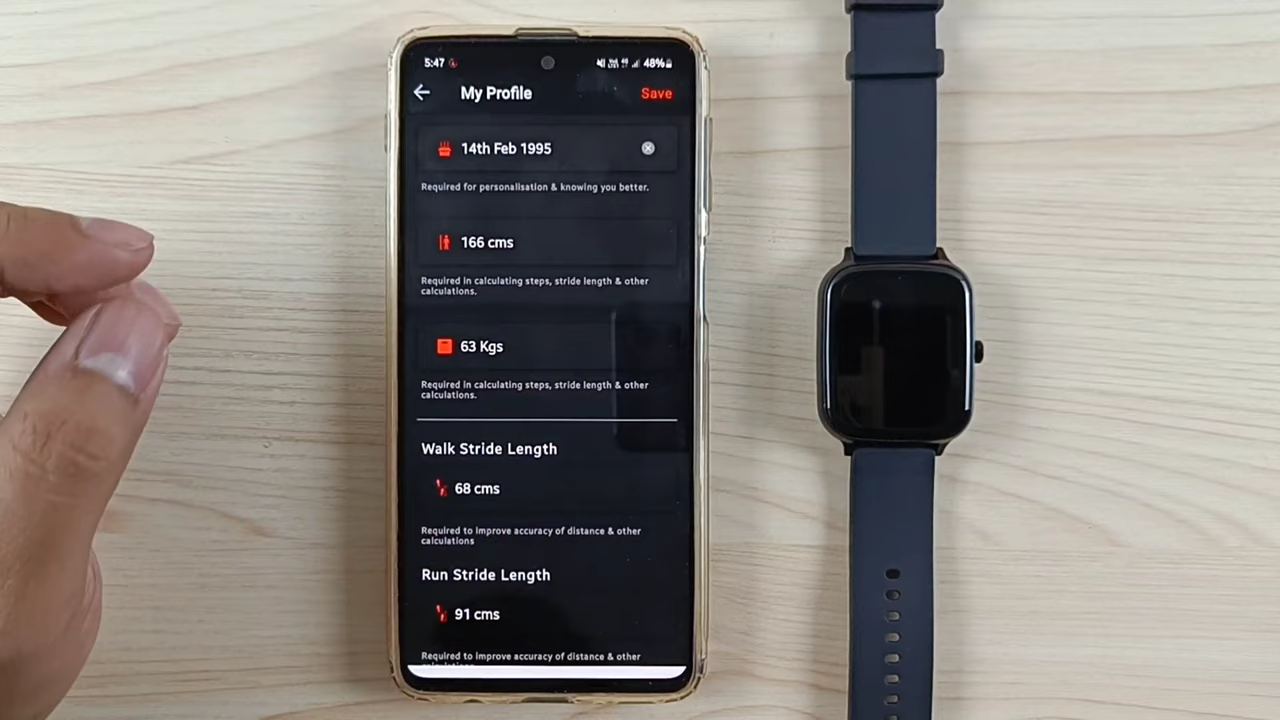 5:47
48%
My Profile
Save
14th Feb 1995
Required for personalisation & knowing you better.
166 cms
Required in calculating steps, stride length & other
calculations.
63 Kgs
Required in calculating steps, stride length & other
calculations.
Walk Stride Length
68 cms
Required to improve accuracy of distance & other
calculations
Run Stride Length
91 cms
Required to improve accuracy of distance & other